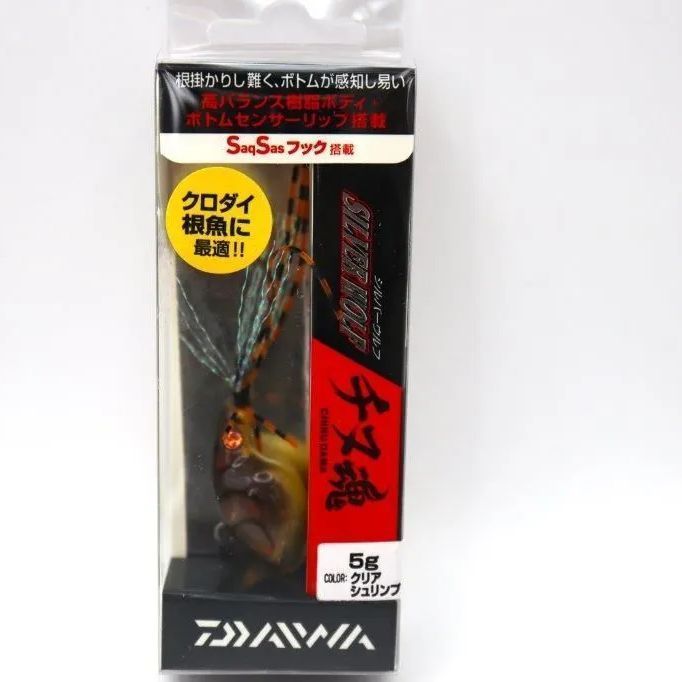 根掛かりし難く、ボトムが感知し易い
高バランス樹脂ボディ・
ボトムセンサーリップ搭載
SaqSasフック搭載
クロダイ
根魚に
最適!!
SILVER WOLF
シルバーウルフ
チヌ魂
CHINU DAMA
5g
COLOR: クリア
シュリンプ
DAIWA